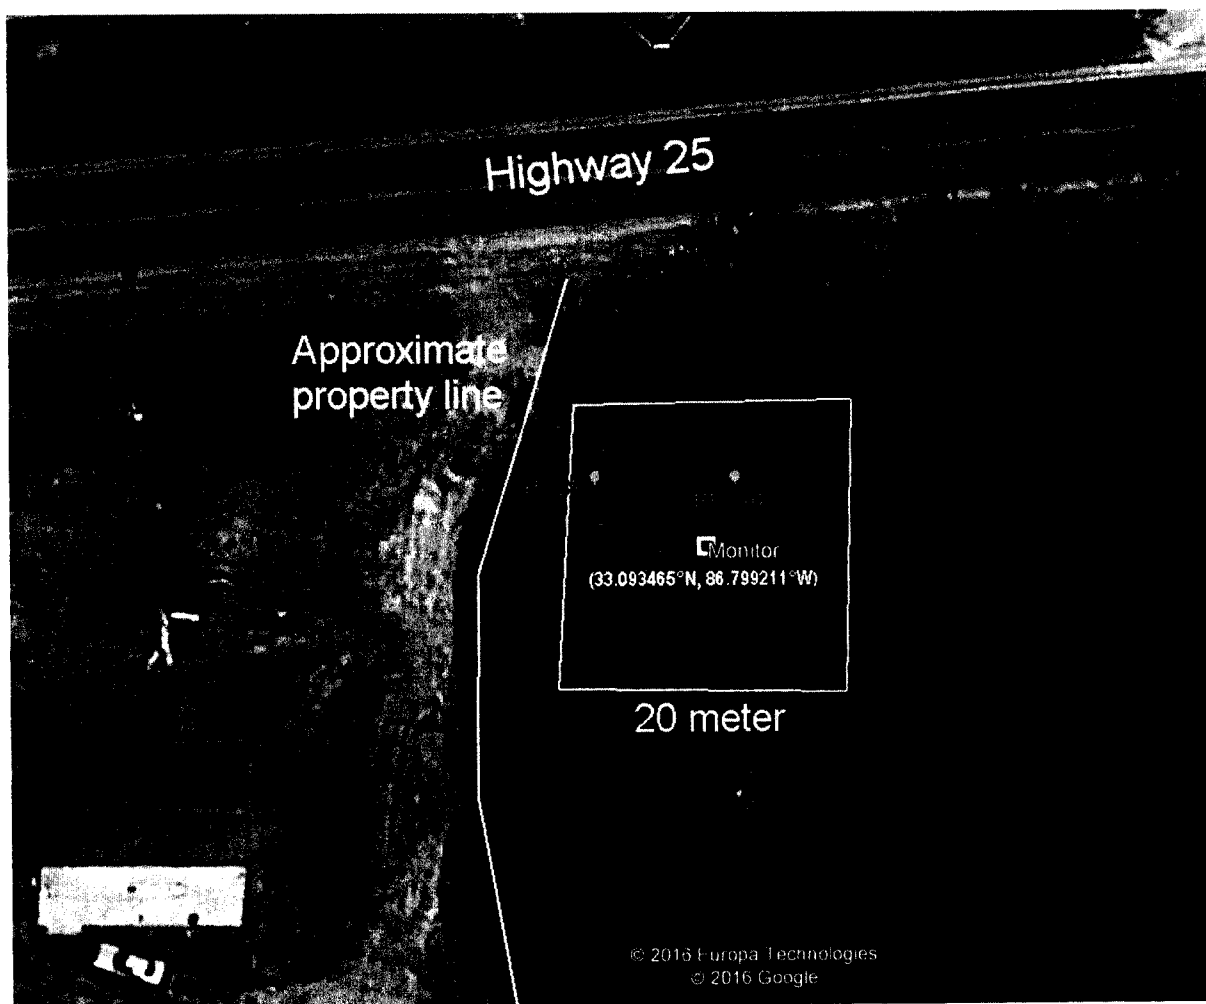 Highway 25
Approximate
property line
Monitor
(33.093465°N, 86.799211°W)
20 meter
© 2016 Europa Technologies
© 2016 Google